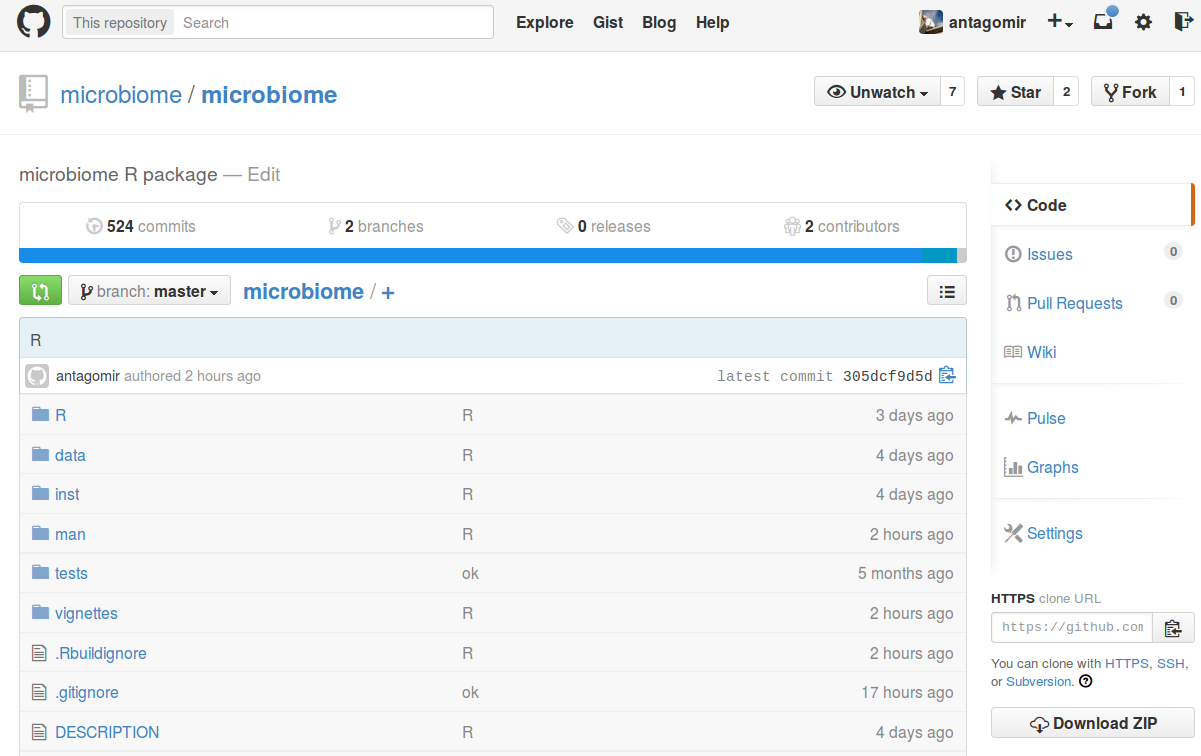 This repository Search Explore Gist Blog Help antagomir
microbiome / microbiome Unwatch 7 Star 2 Fork 1
microbiome R package — Edit
524 commits 2 branches 0 releases 2 contributors
branch: master microbiome / +
R
antagomir authored 2 hours ago latest commit 305dcf9d5d
R R 3 days ago
data R 4 days ago
inst R 4 days ago
man R 2 hours ago
tests ok 5 months ago
vignettes R 2 hours ago
.Rbuildignore R 2 hours ago
.gitignore ok 17 hours ago
DESCRIPTION R 4 days ago
Code
Issues 0
Pull Requests 0
Wiki
Pulse
Graphs
Settings
HTTPS clone URL
https://github.com
You can clone with HTTPS, SSH,
or Subversion.
Download ZIP